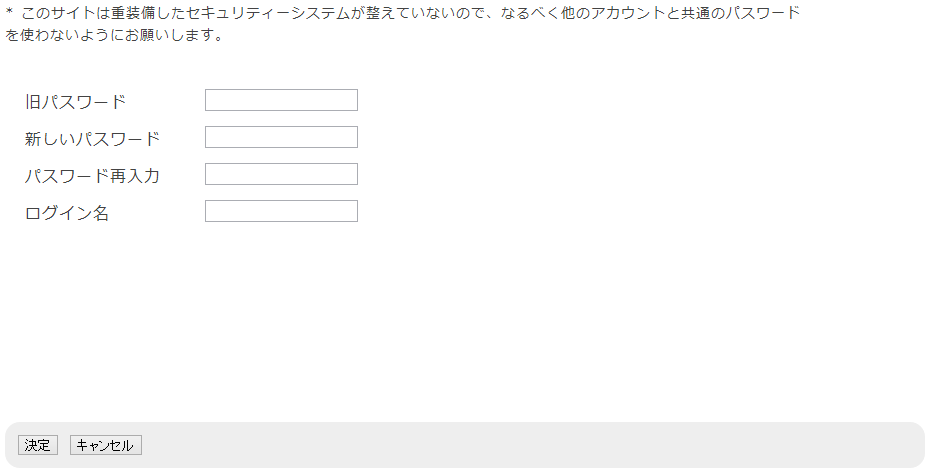 * このサイトは重装備したセキュリティーシステムが整えていないので、なるべく他のアカウントと共通のパスワード
を使わないようにお願いします。
旧パスワード
新しいパスワード
パスワード再入力
ログイン名
決定 キャンセル